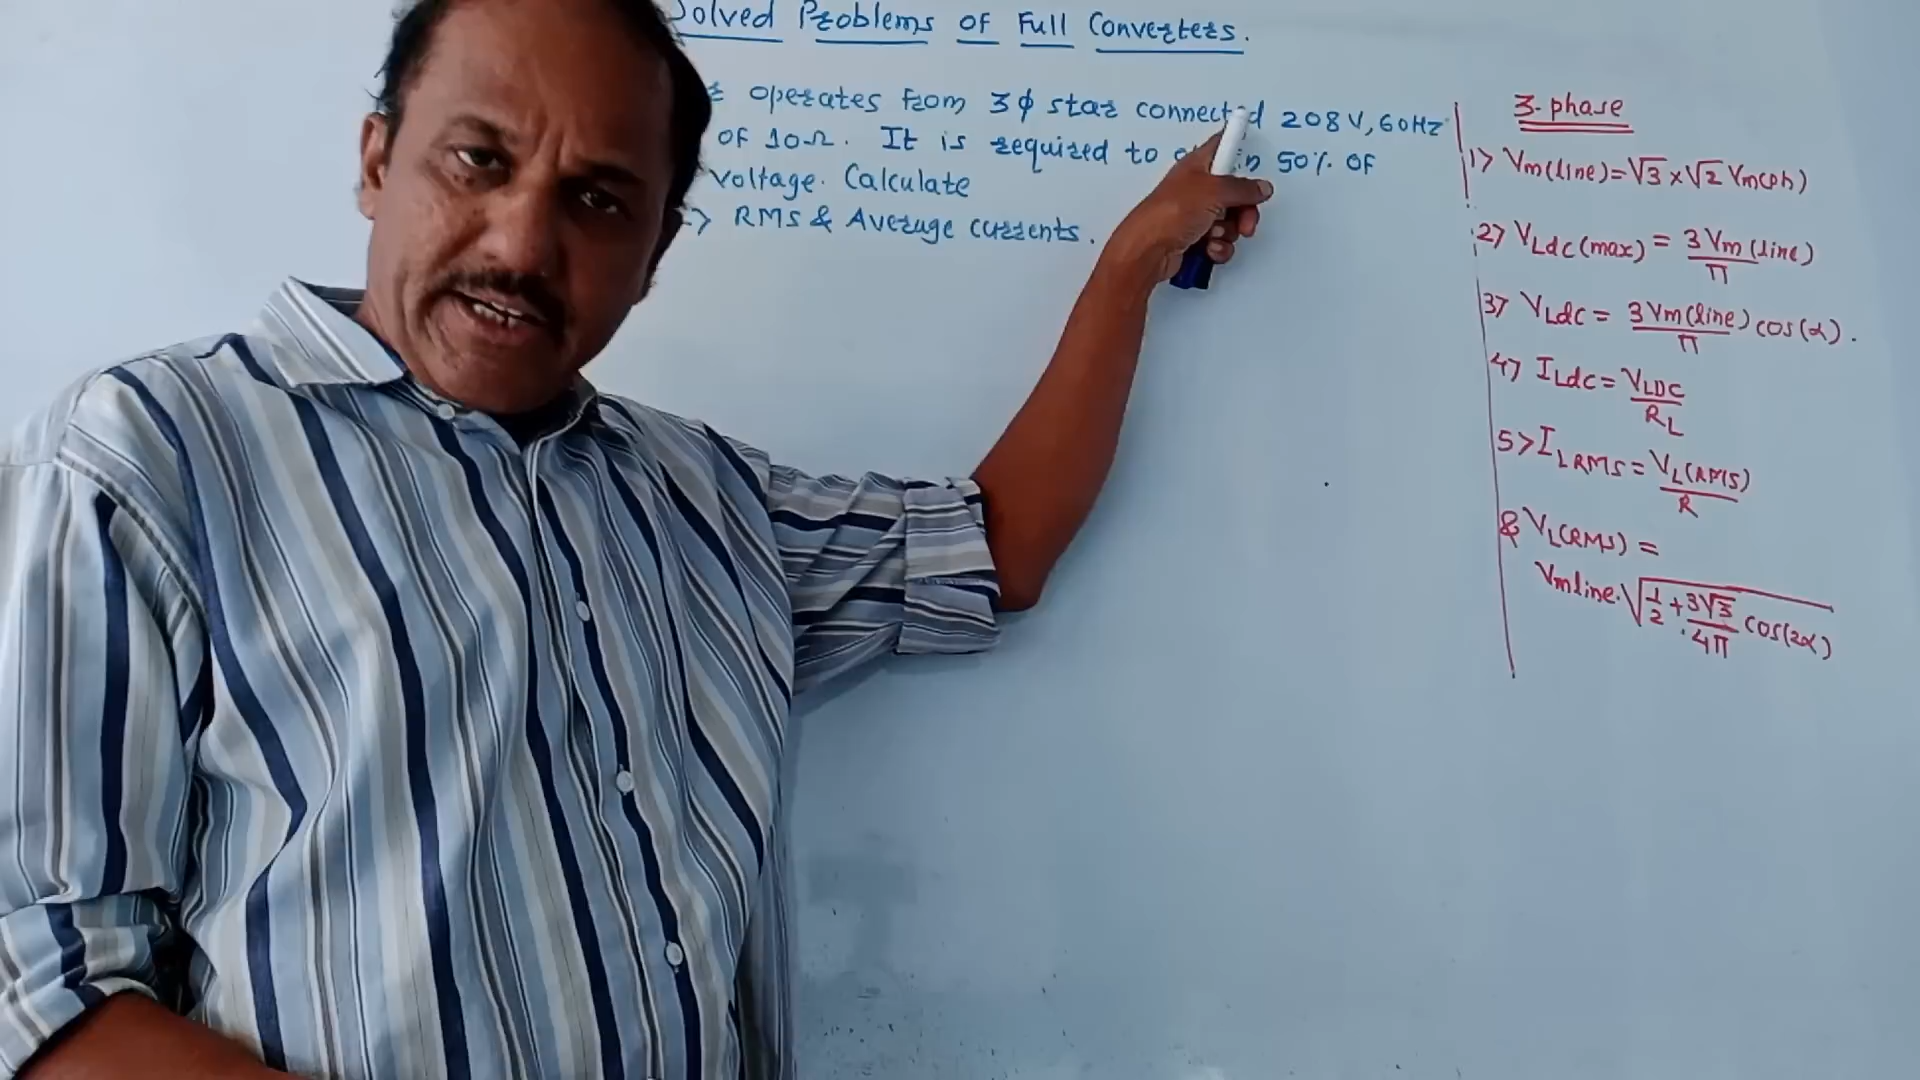 Solved Problems of Full Converters.
operates from 3ϕ star connected 208V, 60Hz
of 10Ω. It is required to 50% of
voltage. Calculate
> RMS & Average currents.
3-phase
1> Vm(line) = √3 x √2 Vm(ph)
2> VLdc(max) = 3Vm(line)/π
3> VLdc = 3Vm(line)/π cos(α).
4> ILdc = VLDC/RL
5> ILRMS = VL(RMS)/R
& VL(RMS) =
Vmline.√(1/2 + 3√3/4π cos(2α))